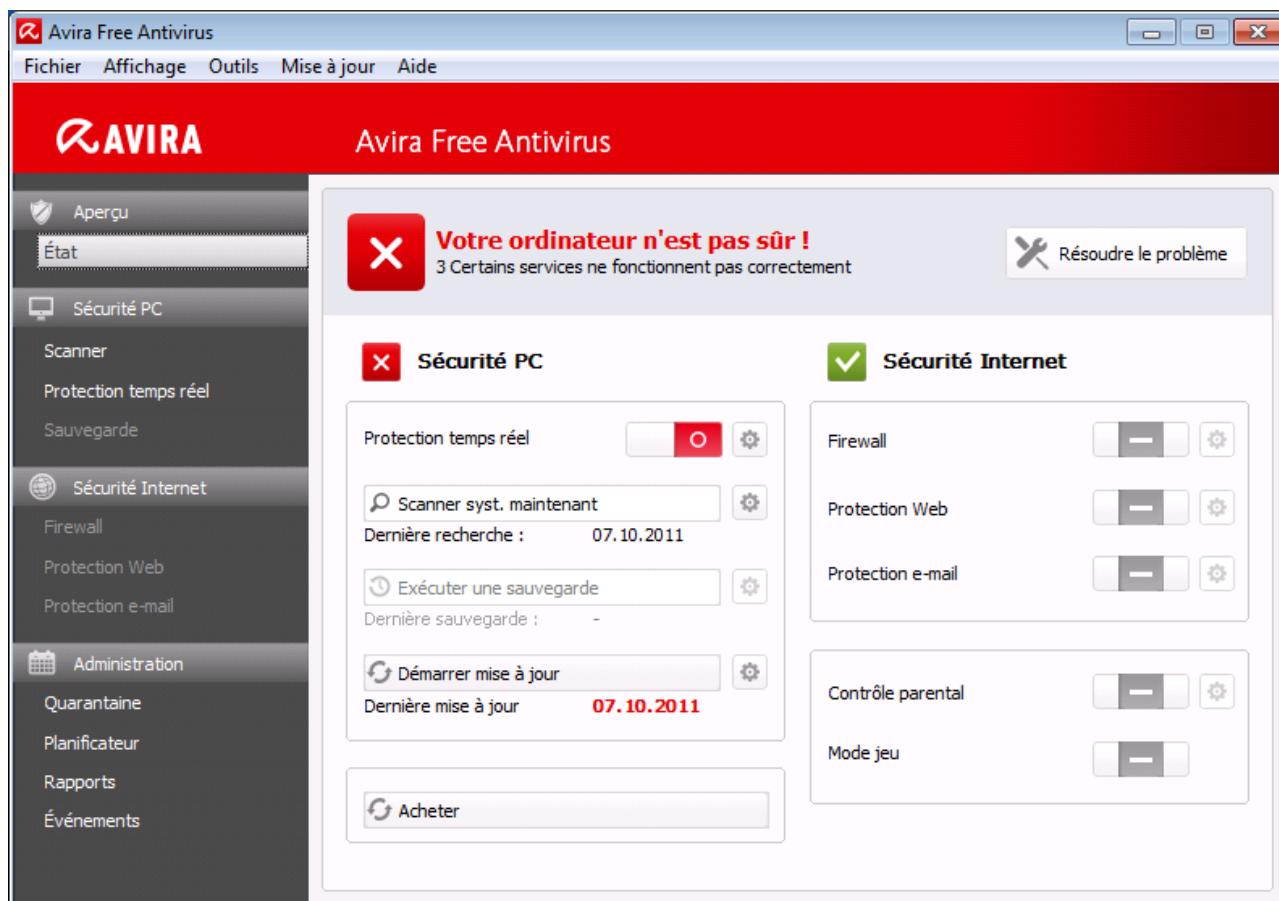 Avira Free Antivirus
Fichier Affichage Outils Mise à jour Aide
AVIRA
Avira Free Antivirus
Aperçu
État
Sécurité PC
Scanner
Protection temps réel
Sauvegarde
Sécurité Internet
Firewall
Protection Web
Protection e-mail
Administration
Quarantaine
Planificateur
Rapports
Événements
Votre ordinateur n'est pas sûr !
3 Certains services ne fonctionnent pas correctement
Résoudre le problème
Sécurité PC
Protection temps réel
Scanner syst. maintenant
Dernière recherche : 07.10.2011
Exécuter une sauvegarde
Dernière sauvegarde : -
Démarrer mise à jour
Dernière mise à jour 07.10.2011
Acheter
Sécurité Internet
Firewall
Protection Web
Protection e-mail
Contrôle parental
Mode jeu